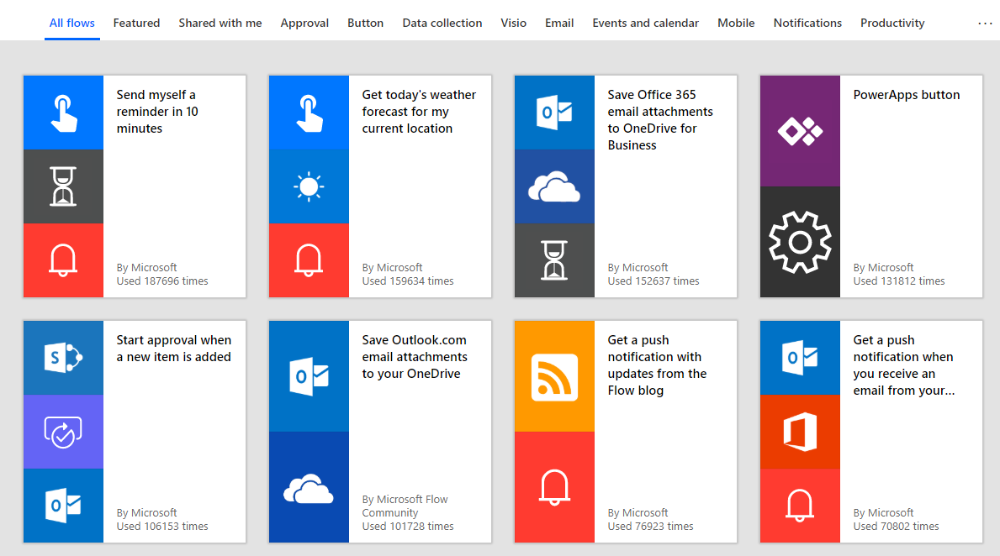 All flows Featured Shared with me Approval Button Data collection Visio Email Events and calendar Mobile Notifications Productivity ...
Send myself a
reminder in 10
minutes
By Microsoft
Used 187696 times
Get today's weather
forecast for my
current location
By Microsoft
Used 159634 times
Save Office 365
email attachments
to OneDrive for
Business
By Microsoft
Used 152637 times
PowerApps button
By Microsoft
Used 131812 times
S
Start approval when
a new item is added
O
By Microsoft
Used 106153 times
O
Save Outlook.com
email attachments
to your OneDrive
By Microsoft Flow
Community
Used 101728 times
Get a push
notification with
updates from the
Flow blog
By Microsoft
Used 76923 times
O
Get a push
notification when
you receive an
email from your...
By Microsoft
Used 70802 times